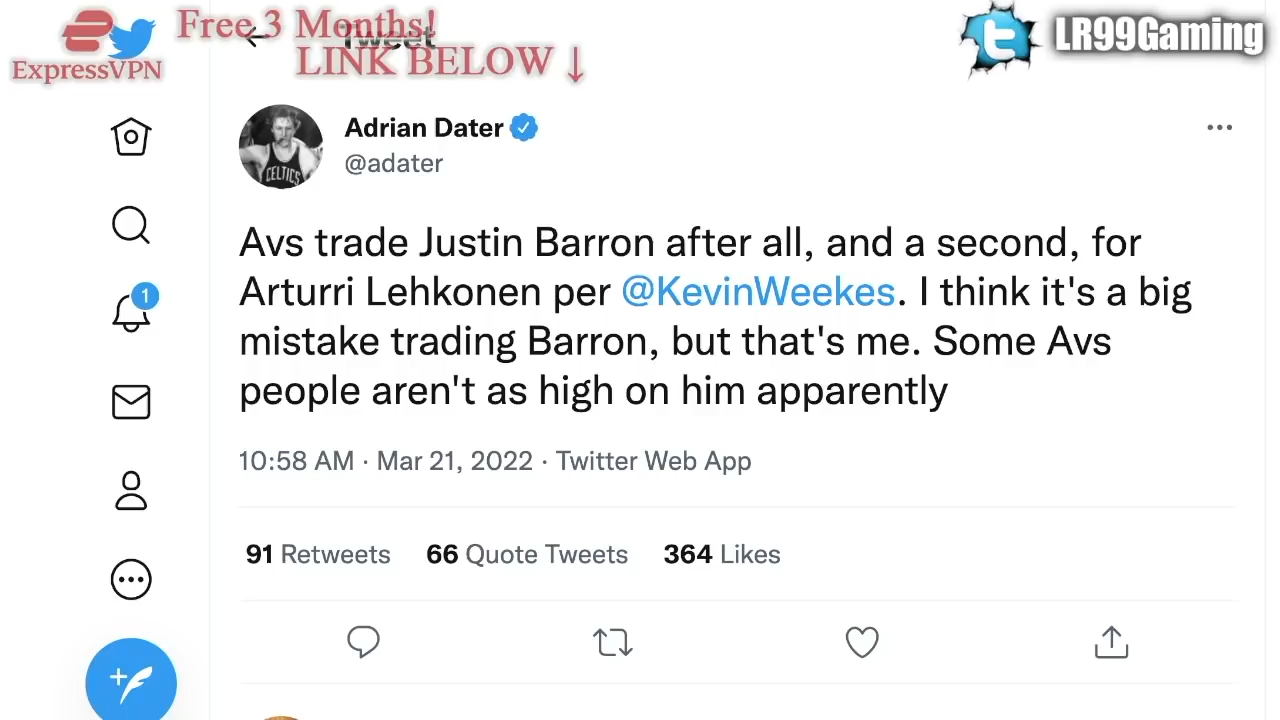 Free 3 Months!
Tweet
LINK BELOW ↓
ExpressVPN
LR99Gaming
Adrian Dater
@adater
CELTICS
Avs trade Justin Barron after all, and a second, for
Arturri Lehkonen per @KevinWeekes. I think it's a big
mistake trading Barron, but that's me. Some Avs
people aren't as high on him apparently
10:58 AM · Mar 21, 2022 · Twitter Web App
91 Retweets 66 Quote Tweets 364 Likes
1